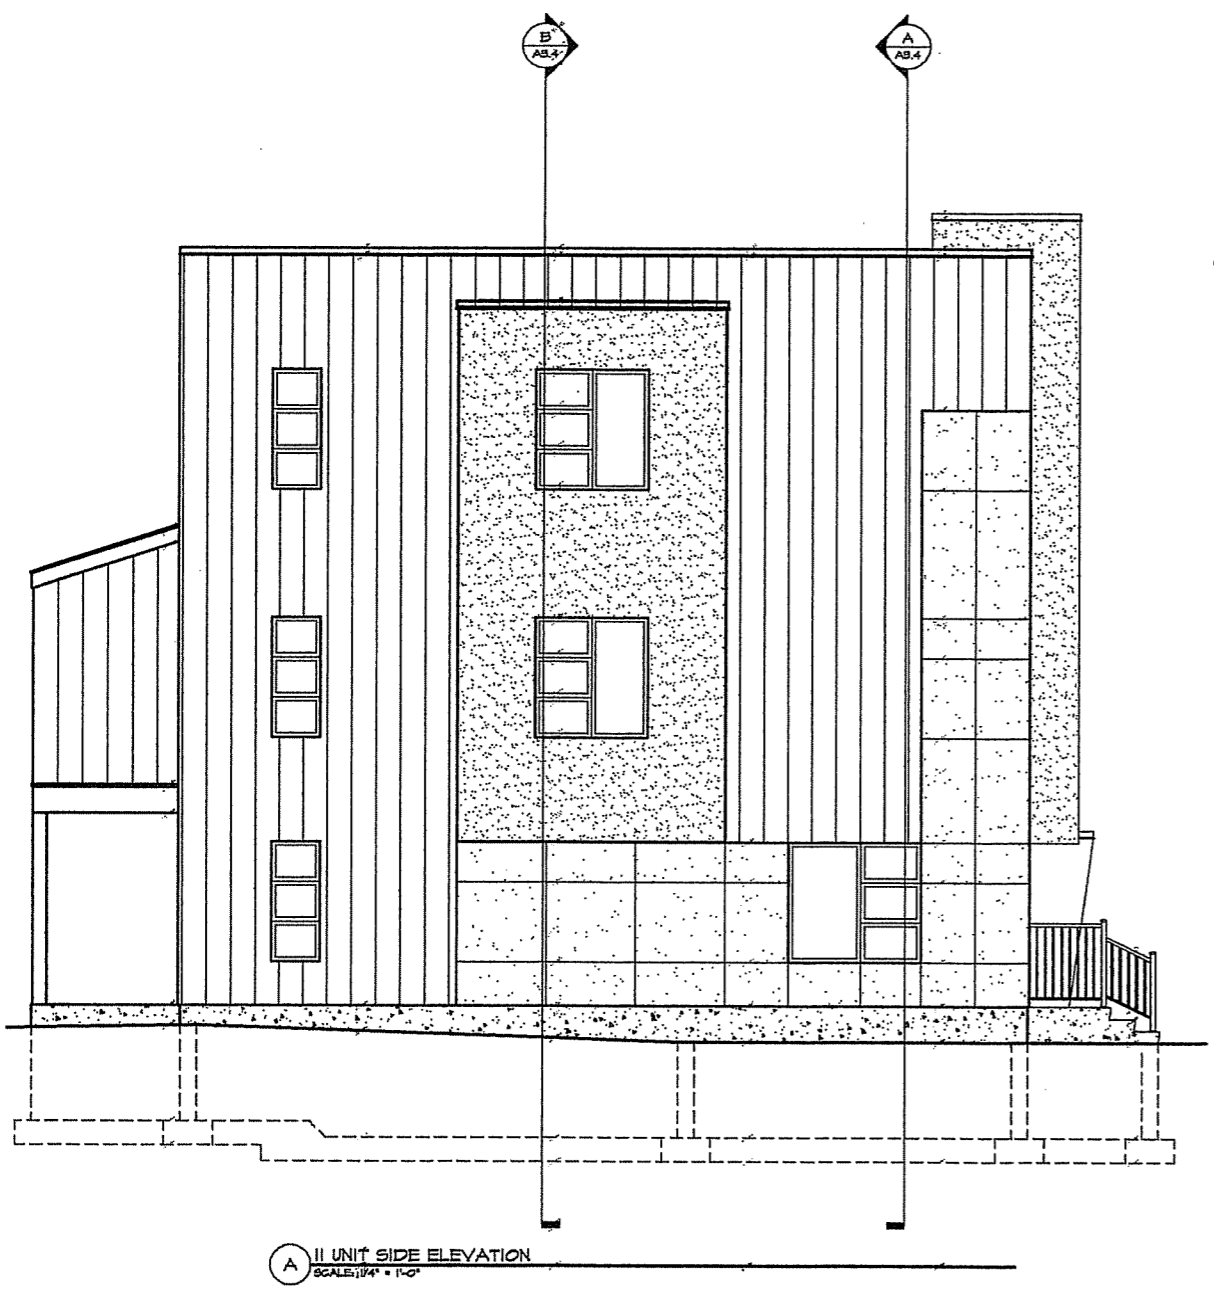 B
A3.4
A
A3.4
A
11 UNIT SIDE ELEVATION
SCALE: 1/4" = 1'-0"